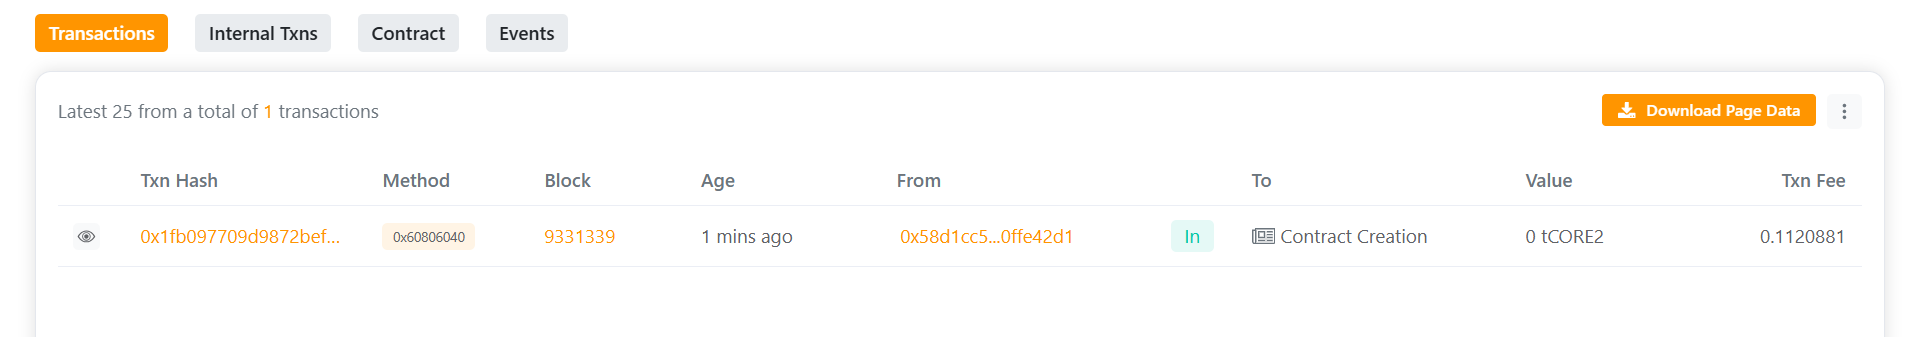 Transactions Internal Txns Contract Events
Latest 25 from a total of 1 transactions Download Page Data
Txn Hash Method Block Age From To Value Txn Fee
0x1fb097709d9872bef... 0x60806040 9331339 1 mins ago 0x58d1cc5...0ffe42d1 In Contract Creation 0 tCORE2 0.1120881